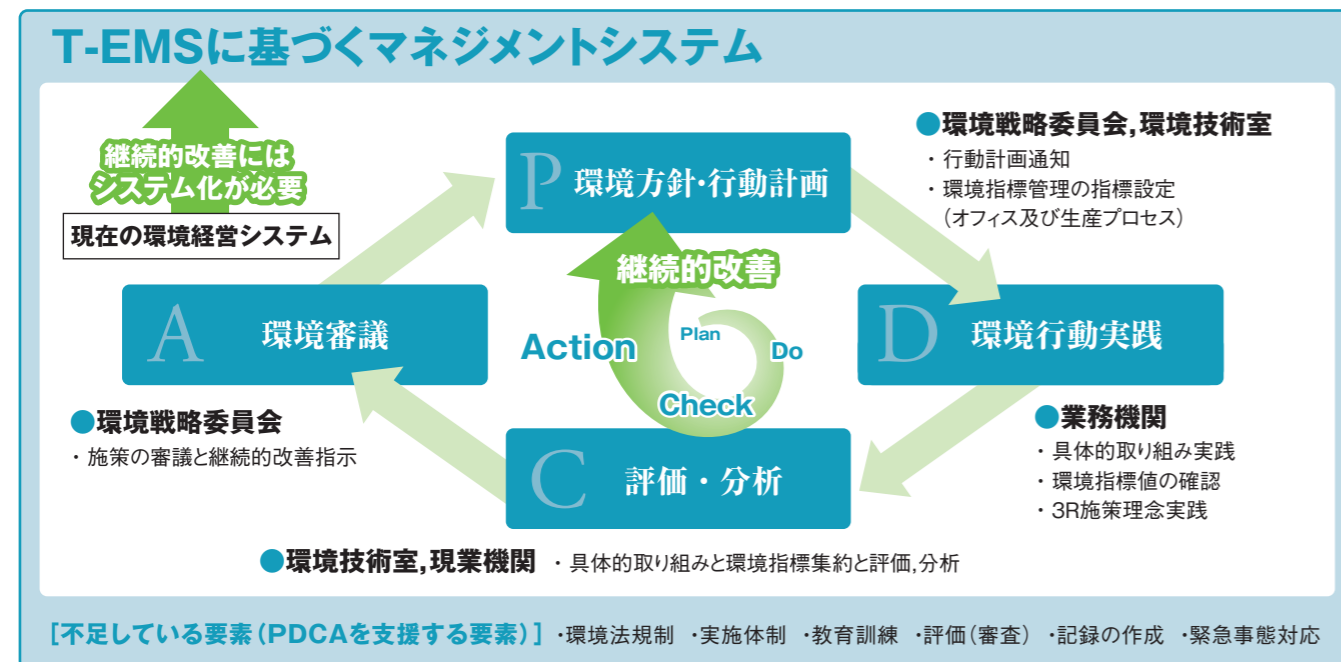 T-EMSに基づくマネジメントシステム
継続的改善には
システム化が必要
現在の環境経営システム
P 環境方針・行動計画
●環境戦略委員会,環境技術室
・行動計画通知
・環境指標管理の指標設定
（オフィス及び生産プロセス）
継続的改善
A 環境審議
Action
Plan
Do
Check
D 環境行動実践
●環境戦略委員会
・施策の審議と継続的改善指示
C 評価・分析
●業務機関
・具体的取り組み実践
・環境指標値の確認
・3R施策理念実践
●環境技術室,現業機関 ・具体的取り組みと環境指標集約と評価,分析
［不足している要素（PDCAを支援する要素）］ ・環境法規制 ・実施体制 ・教育訓練 ・評価（審査） ・記録の作成 ・緊急事態対応